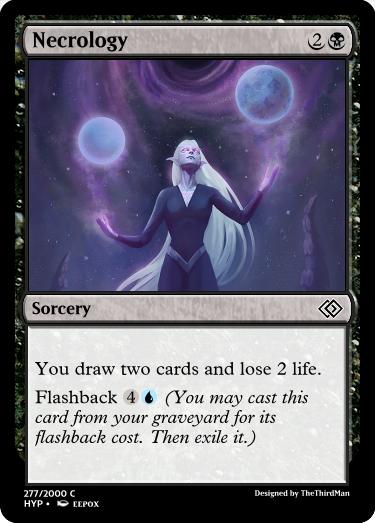 Necrology 2
Sorcery
You draw two cards and lose 2 life.
Flashback 4 (You may cast this
card from your graveyard for its
flashback cost. Then exile it.)
277/2000 C
HYP • EEPOX
Designed by TheThirdMan